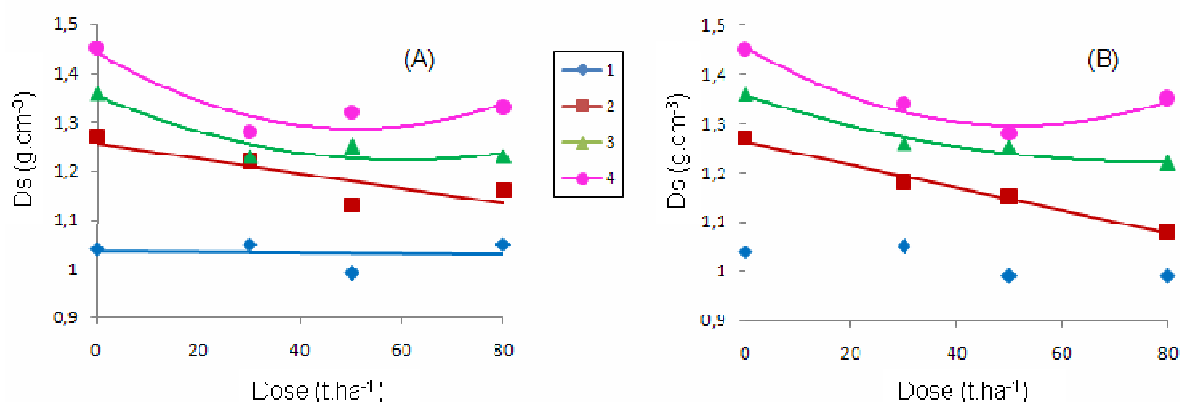 1,5
1,4
1,3
1,2
1,1
1
0,9
Ds (g.cm-3)
(A)
0 20 40 60 80
Dose (t.ha-1)
1
2
3
4
1,5
1,4
1,3
1,2
1,1
1
0,9
Ds (g.cm-3)
(B)
0 20 40 60 80
Dose (t.ha-1)